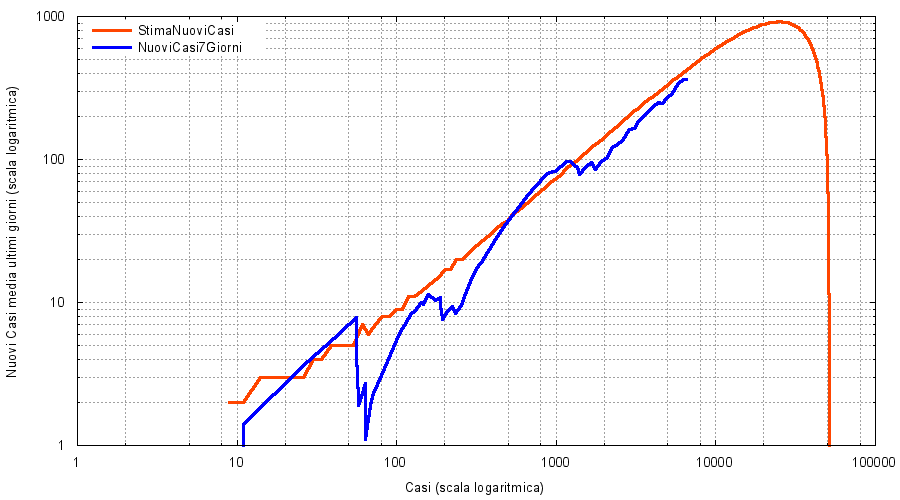 1000
StimaNuoviCasi
NuoviCasi7Giorni
100
10
1
Nuovi Casi media ultimi giorni (scala logaritmica)
1
10
100
1000
10000
100000
Casi (scala logaritmica)